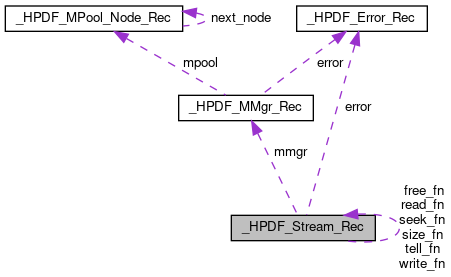 _HPDF_MPool_Node_Rec
next_node
_HPDF_Error_Rec
mpool
error
_HPDF_MMgr_Rec
error
mmgr
_HPDF_Stream_Rec
free_fn
read_fn
seek_fn
size_fn
tell_fn
write_fn